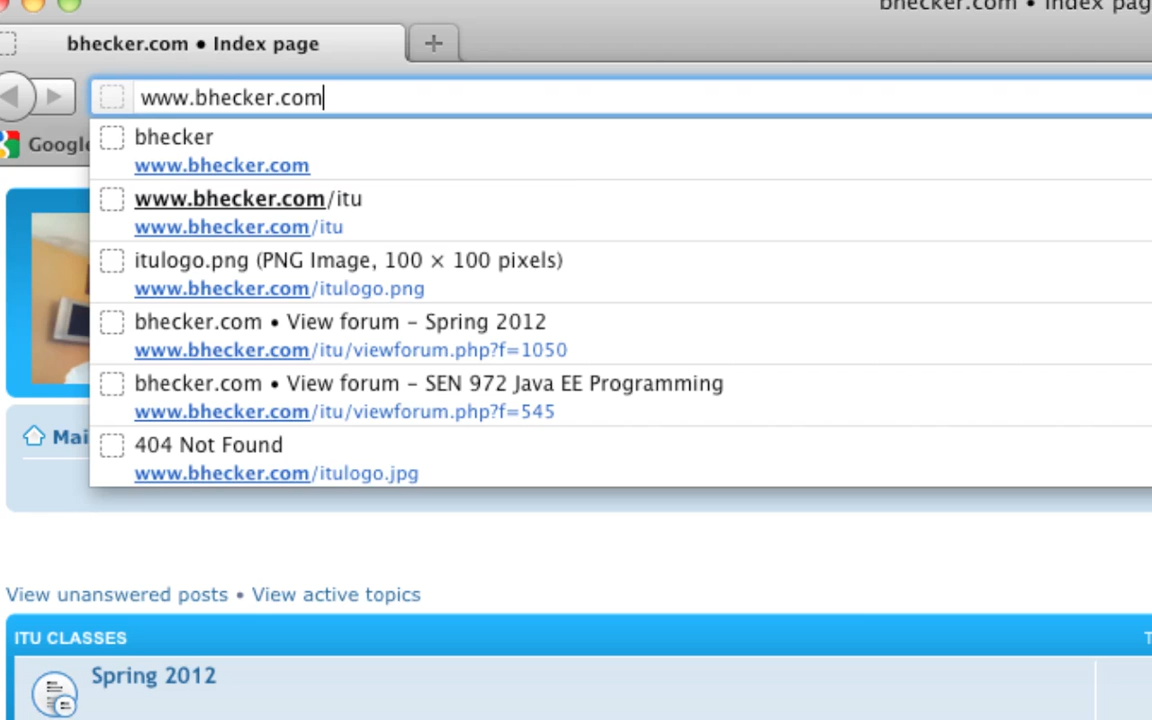 bhecker.com • Index pag
bhecker.com • Index page
www.bhecker.com
Google
bhecker
www.bhecker.com
www.bhecker.com/itu
www.bhecker.com/itu
itulogo.png (PNG Image, 100 × 100 pixels)
www.bhecker.com/itulogo.png
bhecker.com • View forum – Spring 2012
www.bhecker.com/itu/viewforum.php?f=1050
bhecker.com • View forum – SEN 972 Java EE Programming
www.bhecker.com/itu/viewforum.php?f=545
Mai
404 Not Found
www.bhecker.com/itulogo.jpg
View unanswered posts • View active topics
ITU CLASSES
T
Spring 2012